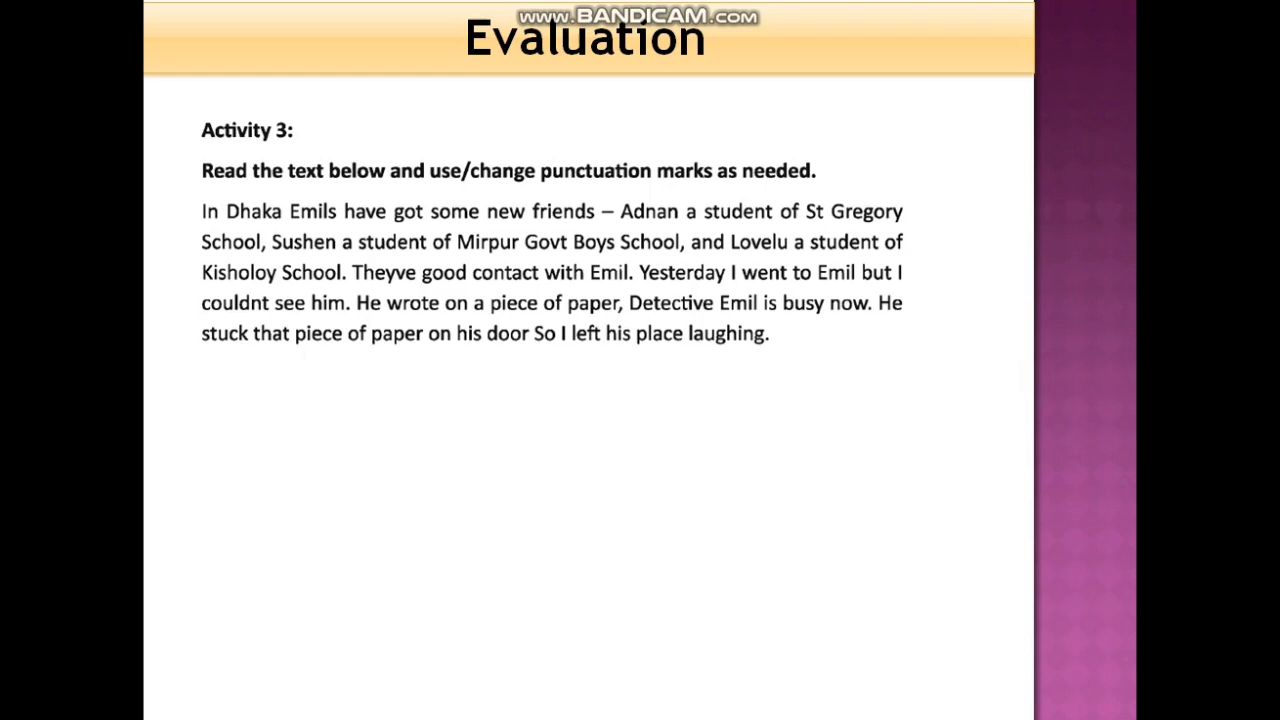 www.BANDICAM.com
Evaluation
Activity 3:
Read the text below and use/change punctuation marks as needed.
In Dhaka Emils have got some new friends – Adnan a student of St Gregory
School, Sushen a student of Mirpur Govt Boys School, and Lovelu a student of
Kisholoy School. Theyve good contact with Emil. Yesterday I went to Emil but I
couldnt see him. He wrote on a piece of paper, Detective Emil is busy now. He
stuck that piece of paper on his door So I left his place laughing.